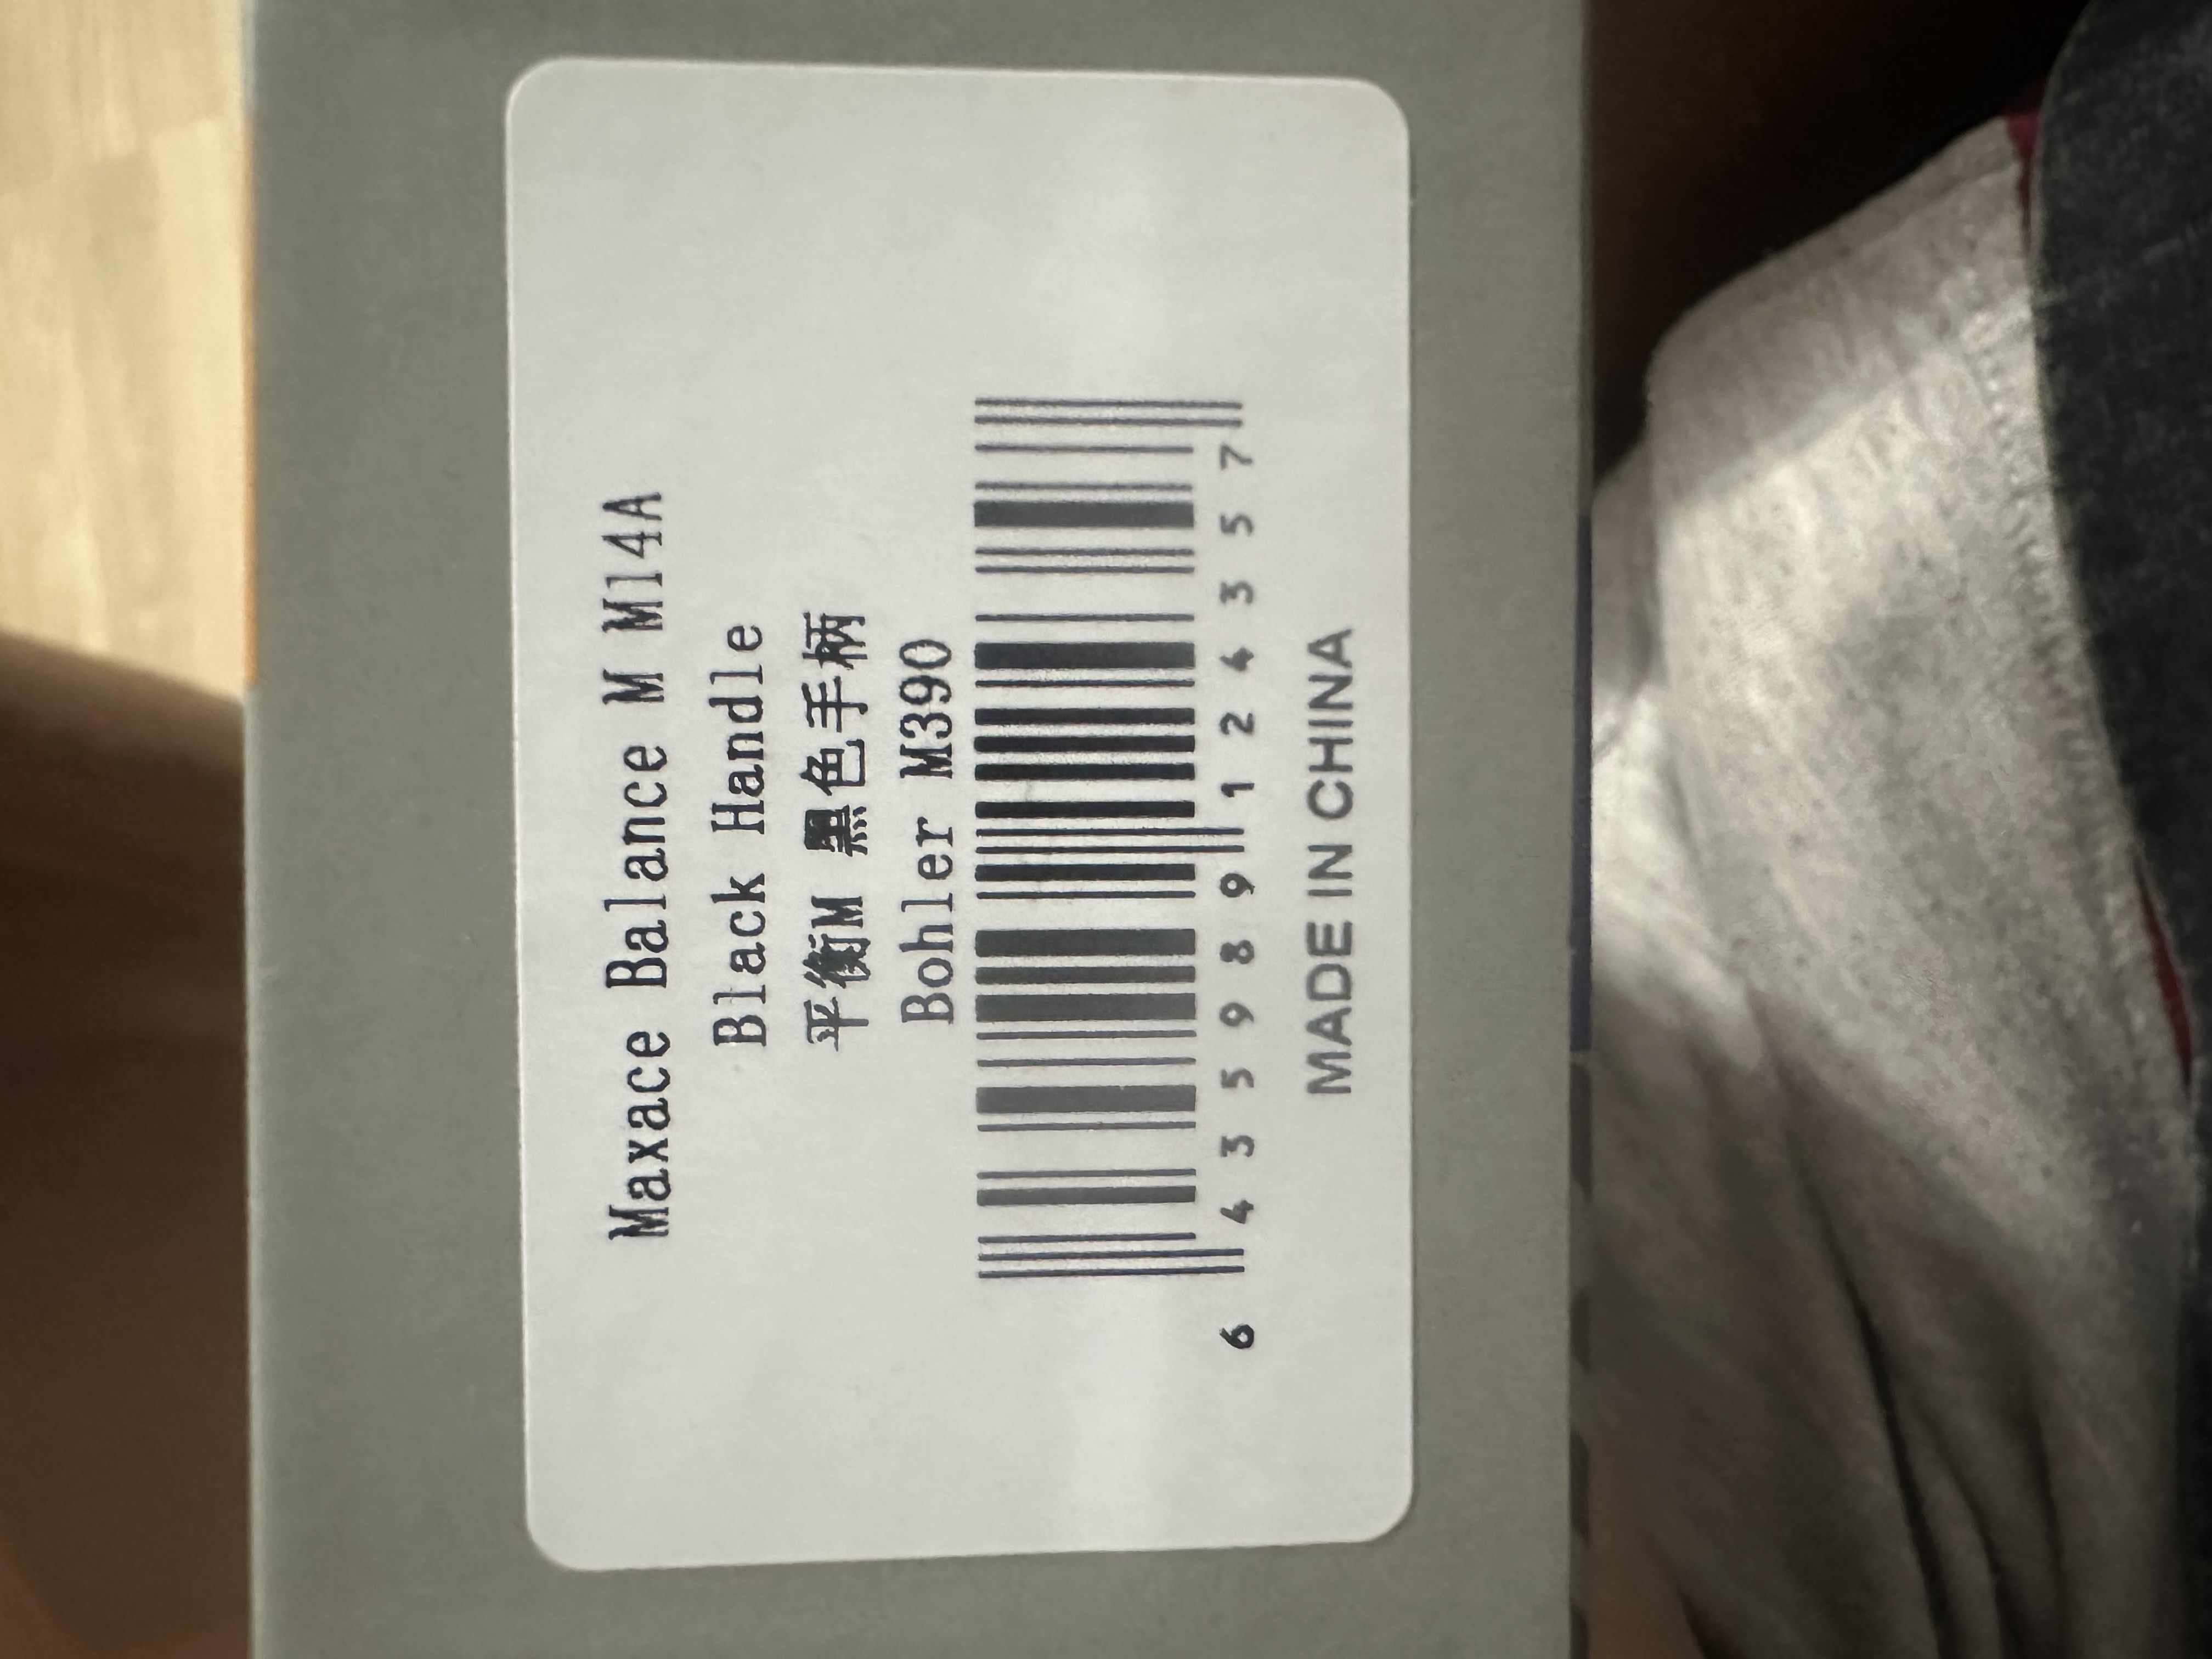 Maxace Balance M M14A
Black Handle
平衡M 黑色手柄
Bohler M390
6 435989 124357
MADE IN CHINA